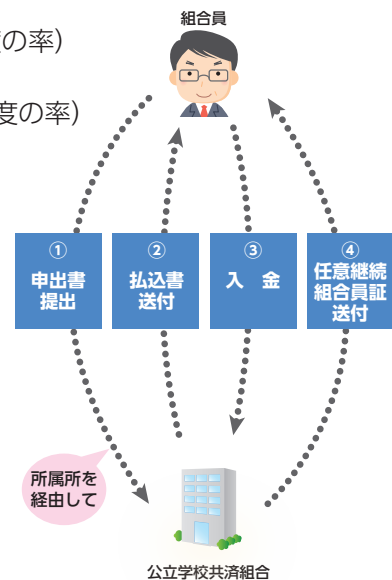 組合員
度の率)
度の率)
①
申出書
提出
②
払込書
送付
③
入　金
④
任意継続
組合員証
送付
所属所を
経由して
公立学校共済組合